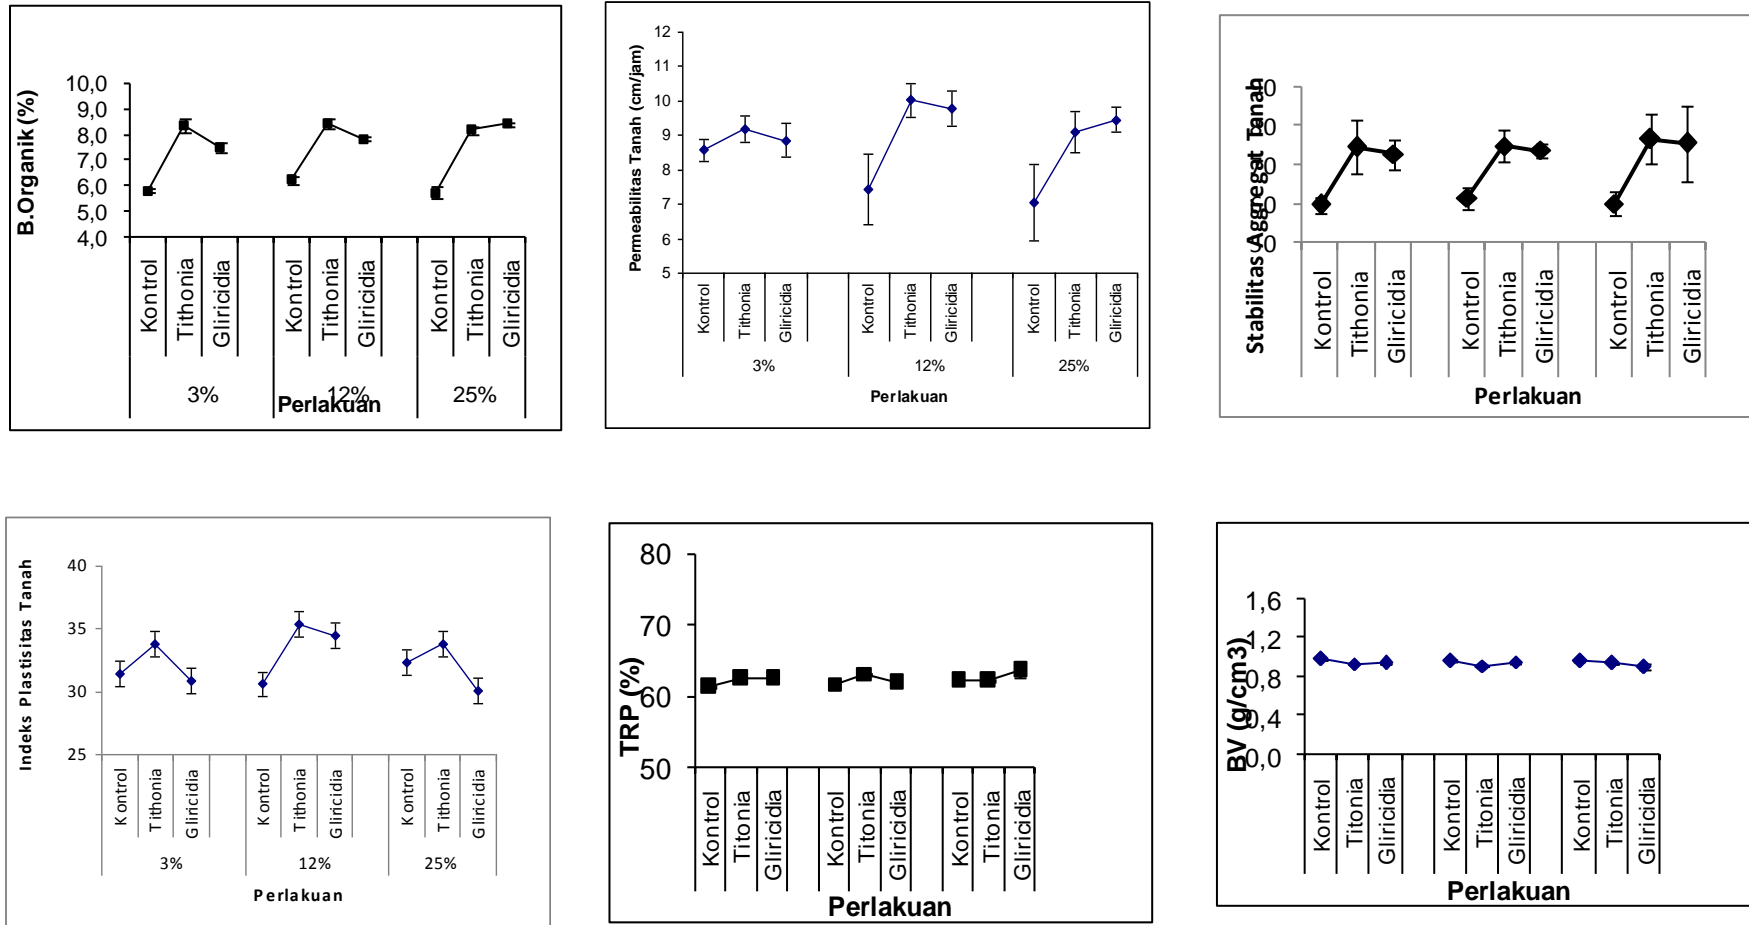 B.Organik (%)
10,0
9,0
8,0
7,0
6,0
5,0
4,0
Kontrol
Tithonia
Gliricidia
Kontrol
Tithonia
Gliricidia
Kontrol
Tithonia
Gliricidia
3%
12%
25%
Perlakuan
Permeabilitas Tanah (cm/jam)
12
11
10
9
8
7
6
5
Kontrol
Tithonia
Gliricidia
Kontrol
Tithonia
Gliricidia
Kontrol
Tithonia
Gliricidia
3%
12%
25%
Perlakuan
Stabilitas Aggregat Tanah
Kontrol
Tithonia
Gliricidia
Kontrol
Tithonia
Gliricidia
Kontrol
Tithonia
Gliricidia
Perlakuan
Indeks Plastisitas Tanah
40
35
30
25
Kontrol
Tithonia
Gliricidia
Kontrol
Tithonia
Gliricidia
Kontrol
Tithonia
Gliricidia
3%
12%
25%
Perlakuan
TRP (%)
80
70
60
50
Kontrol
Titonia
Gliricidia
Kontrol
Titonia
Gliricidia
Kontrol
Titonia
Gliricidia
Perlakuan
BV (g/cm3)
1,6
1,2
0,8
0,4
0,0
Kontrol
Titonia
Gliricidia
Kontrol
Titonia
Gliricidia
Kontrol
Titonia
Gliricidia
Perlakuan